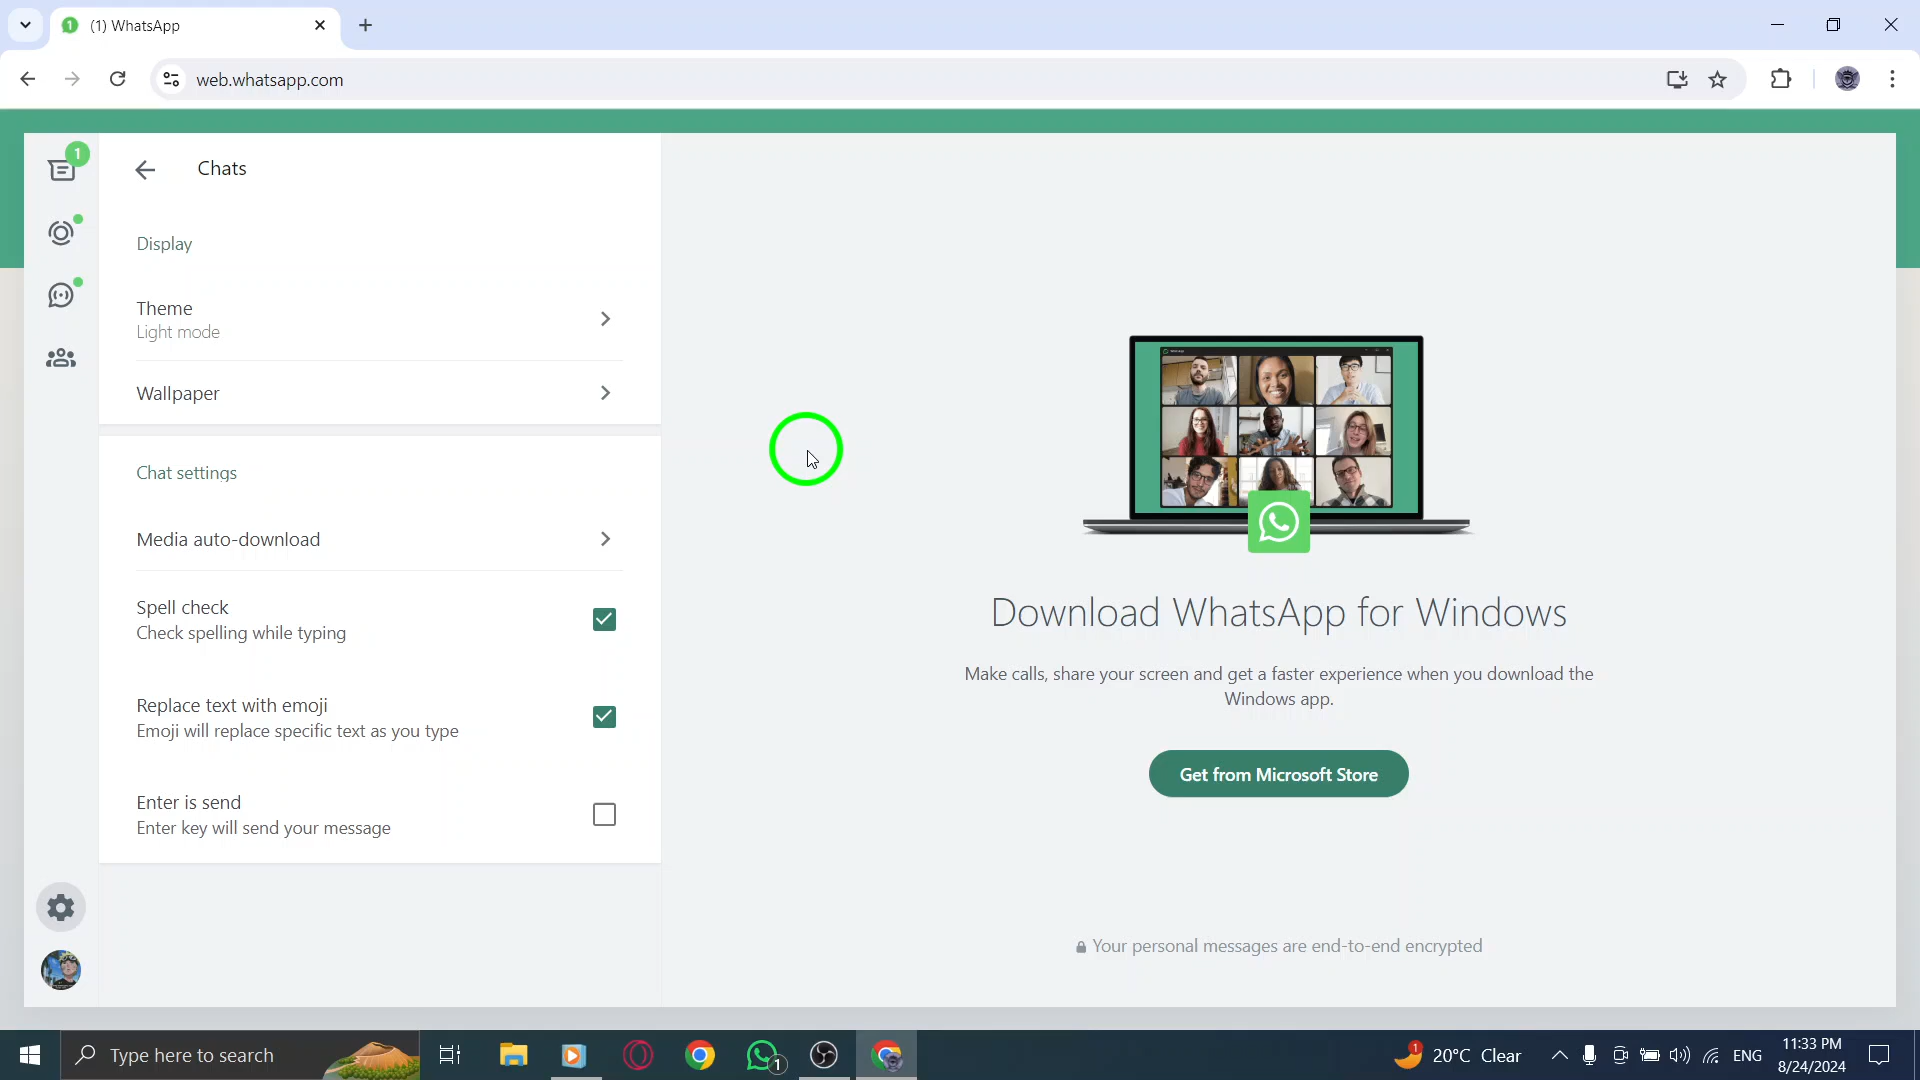 1
(1) WhatsApp
web.whatsapp.com
1
Chats
Display
Theme
Light mode
Wallpaper
Chat settings
Media auto-download
Spell check
Check spelling while typing
Replace text with emoji
Emoji will replace specific text as you type
Enter is send
Enter key will send your message
Download WhatsApp for Windows
Make calls, share your screen and get a faster experience when you download the
Windows app.
Get from Microsoft Store
Your personal messages are end-to-end encrypted
Type here to search
1
1
20°C Clear
ENG
11:33 PM
8/24/2024